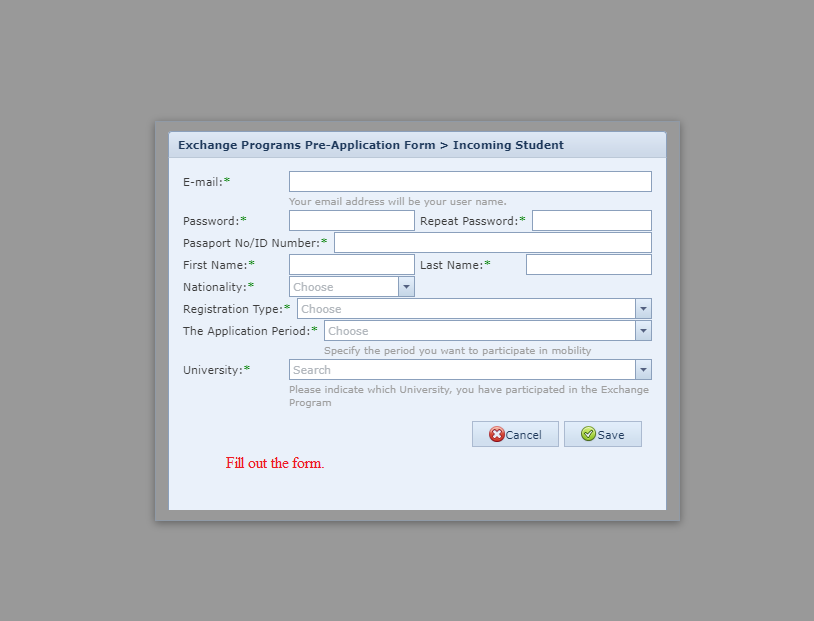 Exchange Programs Pre-Application Form > Incoming Student
E-mail:*
Your email address will be your user name.
Password:* Repeat Password:*
Pasaport No/ID Number:*
First Name:* Last Name:*
Nationality:* Choose
Registration Type:* Choose
The Application Period:* Choose
Specify the period you want to participate in mobility
University:* Search
Please indicate which University, you have participated in the Exchange
Program
Cancel Save
Fill out the form.